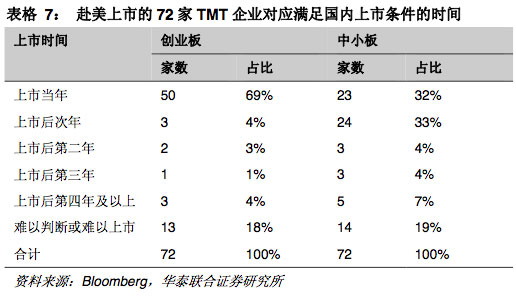 表格 7： 赴美上市的 72 家 TMT 企业对应满足国内上市条件的时间
上市时间 创业板 中小板
家数 占比 家数 占比
上市当年 50 69% 23 32%
上市后次年 3 4% 24 33%
上市后第二年 2 3% 3 4%
上市后第三年 1 1% 3 4%
上市后第四年及以上 3 4% 5 7%
难以判断或难以上市 13 18% 14 19%
合计 72 100% 72 100%
资料来源：Bloomberg，华泰联合证券研究所